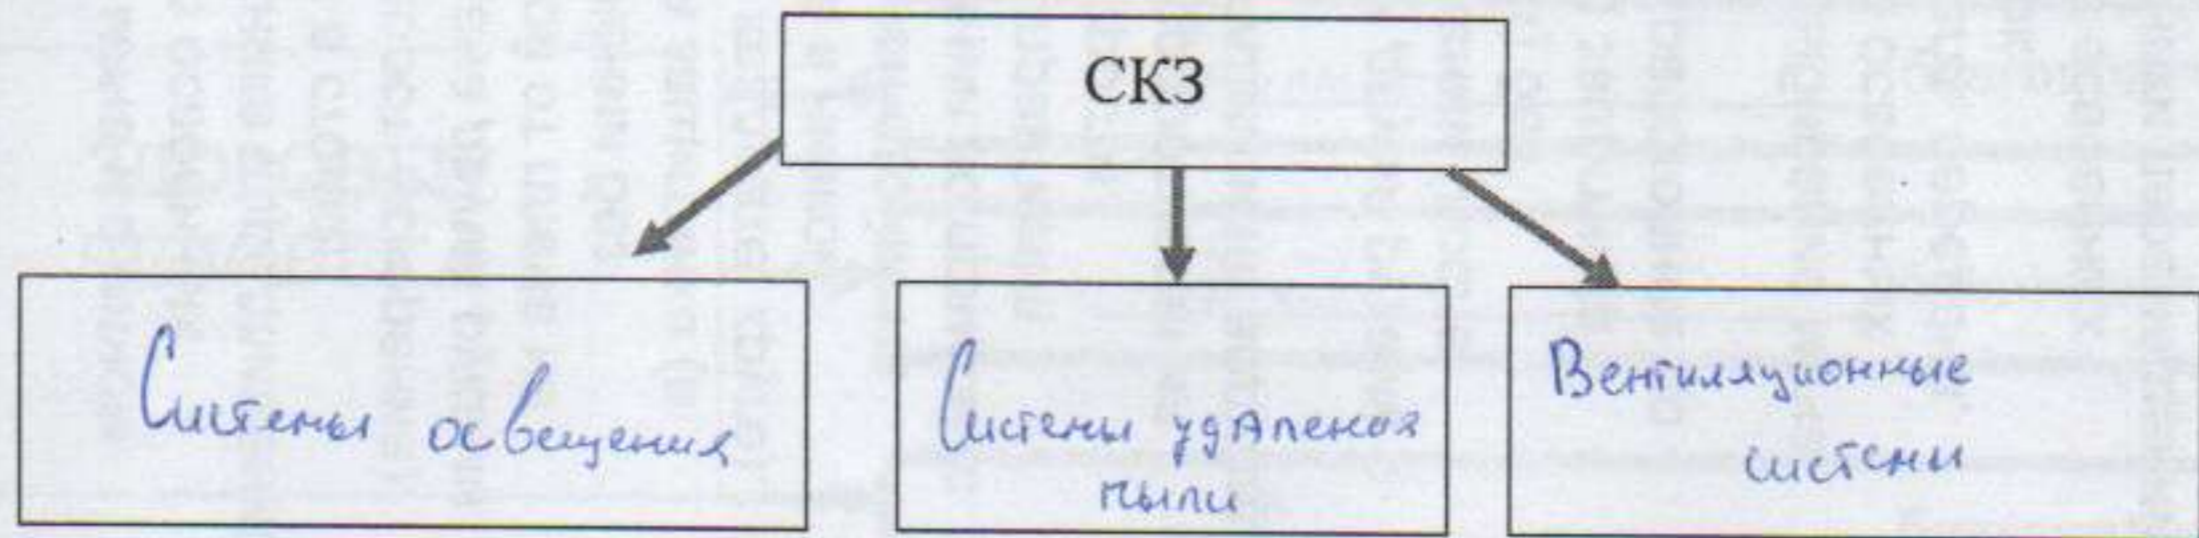 СКЗ
Системы освещения
Системы удаления
пыли
Вентиляционные
системы